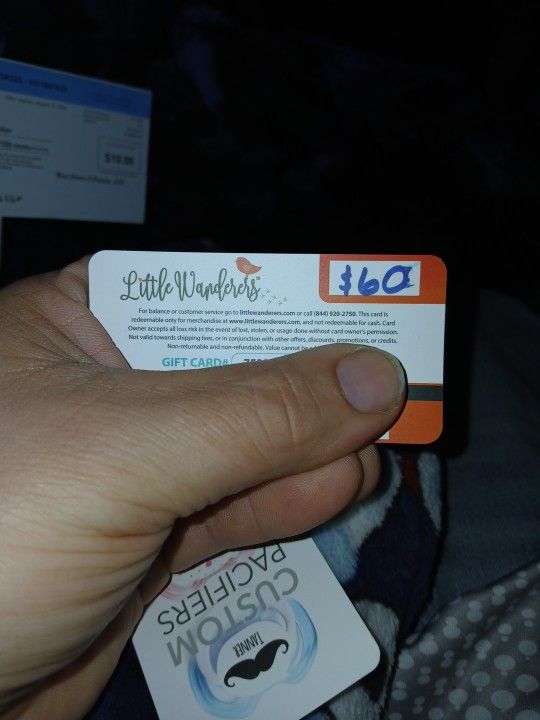 $10.00
Little Wanderers™
$60
For balance or customer service go to littlewanderers.com or call (844) 920-2750. This card is
redeemable only for merchandise at www.littlewanderers.com, and not redeemable for cash. Card
Owner accepts all loss risk in the event of lost, stolen, or usage done without card owner's permission.
Not valid towards shipping fees, or in conjunction with other offers, discounts, promotions, or credits.
Non-returnable and non-refundable. Value cannot be
GIFT CARD#
CUSTOM
PACIFIERS
TANNER